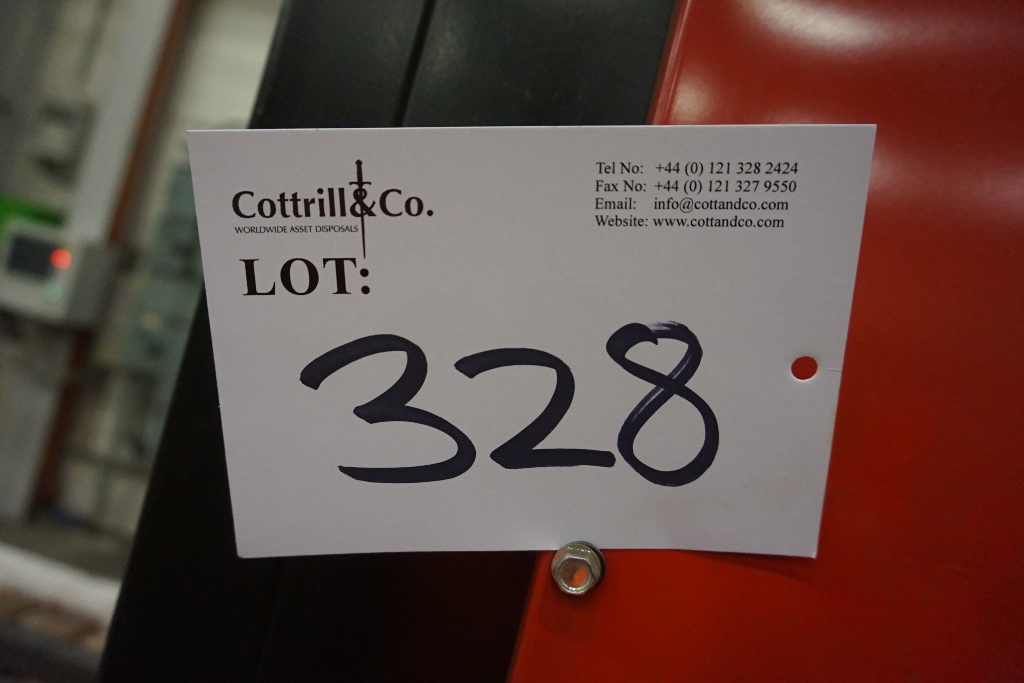 Cottrill&Co.
WORLDWIDE ASSET DISPOSALS
Tel No: +44 (0) 121 328 2424
Fax No: +44 (0) 121 327 9550
Email: info@cottandco.com
Website: www.cottandco.com
LOT:
328